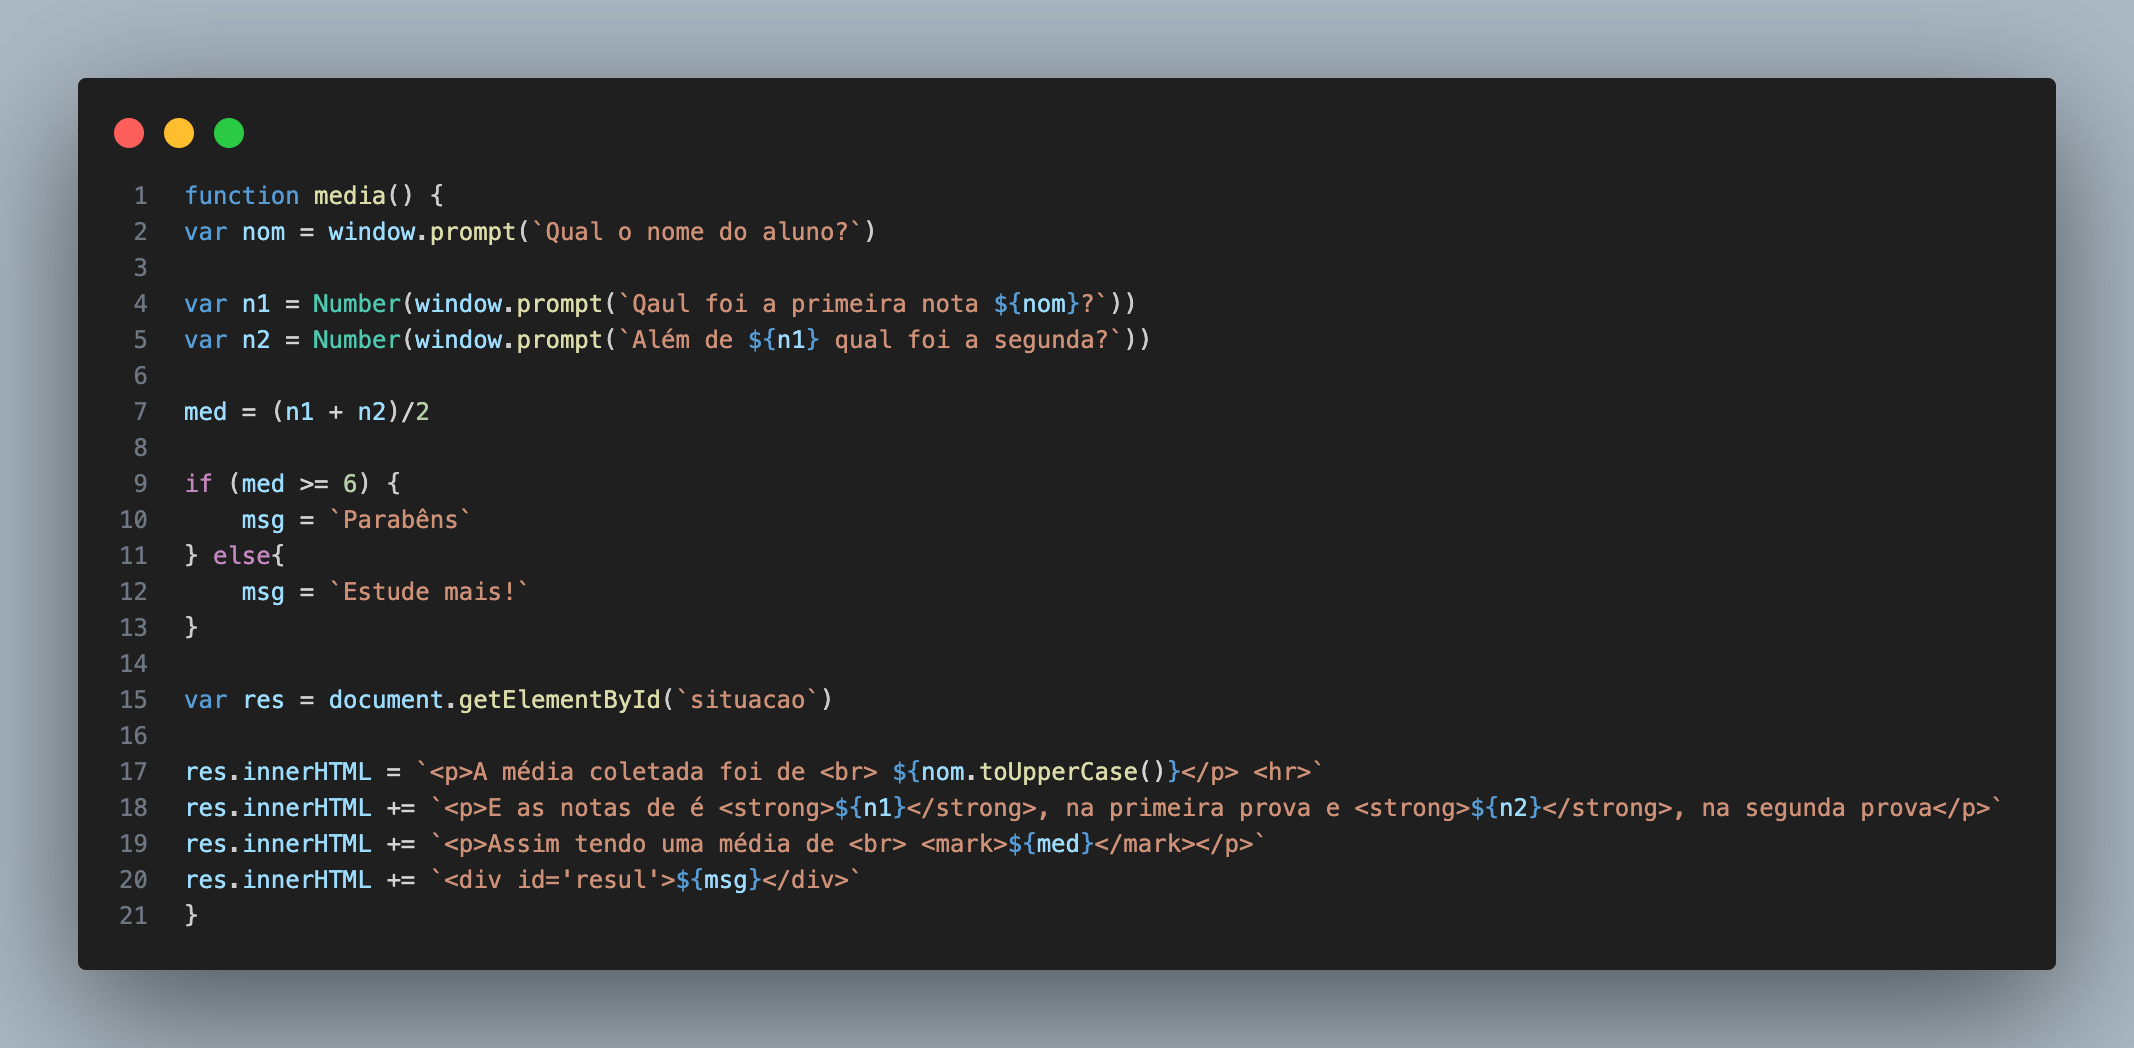 1 function media() {
2 var nom = window.prompt(`Qual o nome do aluno?`)
3
4 var n1 = Number(window.prompt(`Qaul foi a primeira nota ${nom}?`))
5 var n2 = Number(window.prompt(`Além de ${n1} qual foi a segunda?`))
6
7 med = (n1 + n2)/2
8
9 if (med >= 6) {
10     msg = `Parabêns`
11 } else{
12     msg = `Estude mais!`
13 }
14
15 var res = document.getElementById(`situacao`)
16
17 res.innerHTML = `<p>A média coletada foi de <br> ${nom.toUpperCase()}</p> <hr>`
18 res.innerHTML += `<p>E as notas de é <strong>${n1}</strong>, na primeira prova e <strong>${n2}</strong>, na segunda prova</p>`
19 res.innerHTML += `<p>Assim tendo uma média de <br> <mark>${med}</mark></p>`
20 res.innerHTML += `<div id='resul'>${msg}</div>`
21 }